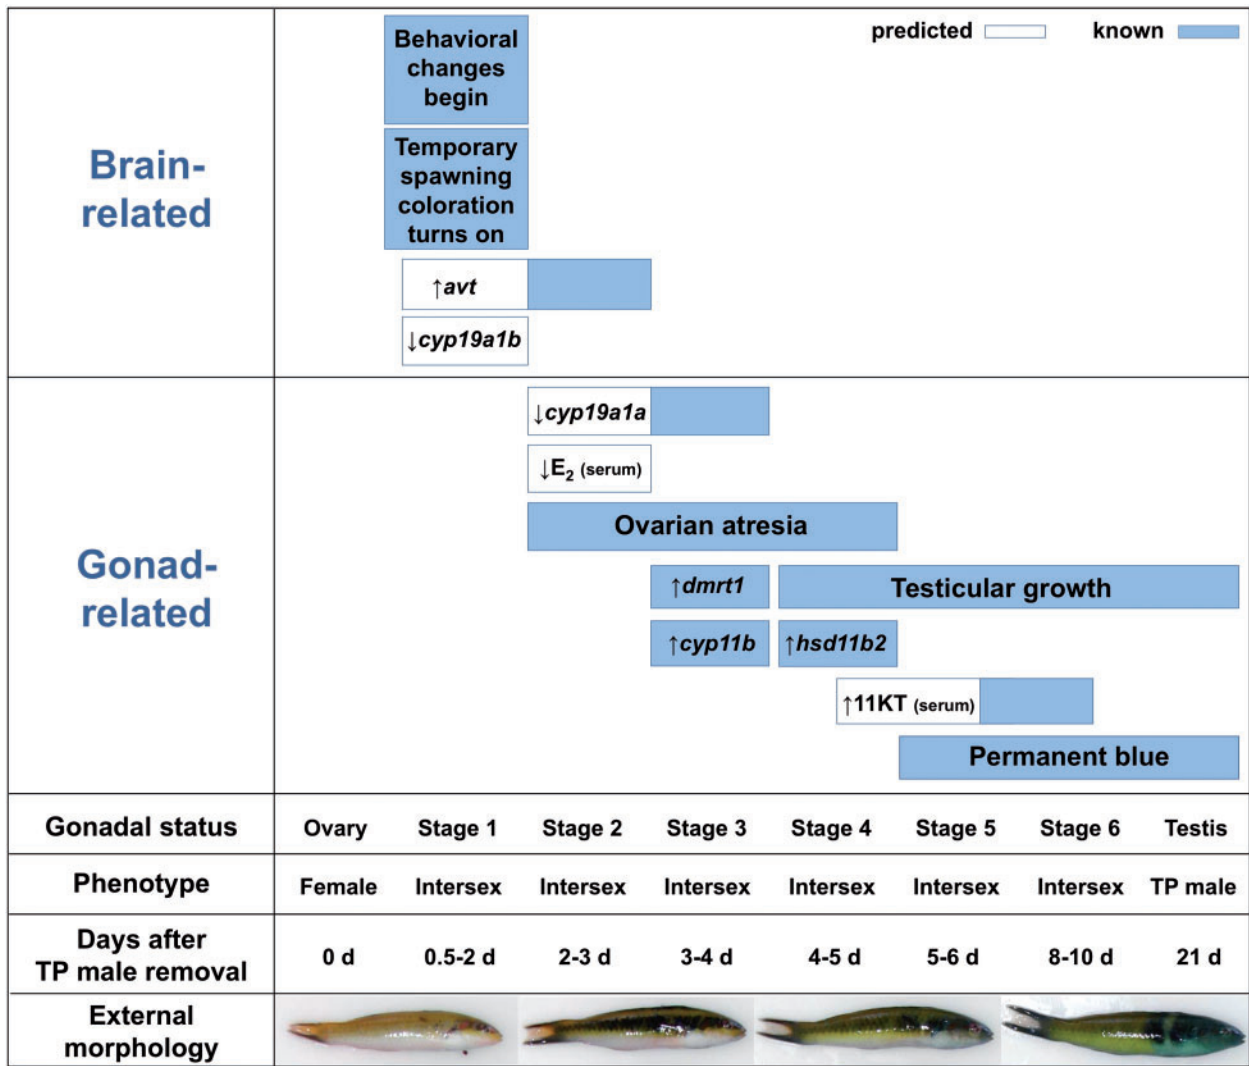 predicted known
Behavioral
changes
begin
Brain-
related
Temporary
spawning
coloration
turns on
↑avt
↓cyp19a1b
Gonad-
related
↓cyp19a1a
↓E₂ (serum)
Ovarian atresia
↑dmrt1 Testicular growth
↑cyp11b ↑hsd11b2
↑11KT (serum)
Permanent blue
Gonadal status Ovary Stage 1 Stage 2 Stage 3 Stage 4 Stage 5 Stage 6 Testis
Phenotype Female Intersex Intersex Intersex Intersex Intersex Intersex TP male
Days after
TP male removal 0 d 0.5-2 d 2-3 d 3-4 d 4-5 d 5-6 d 8-10 d 21 d
External
morphology